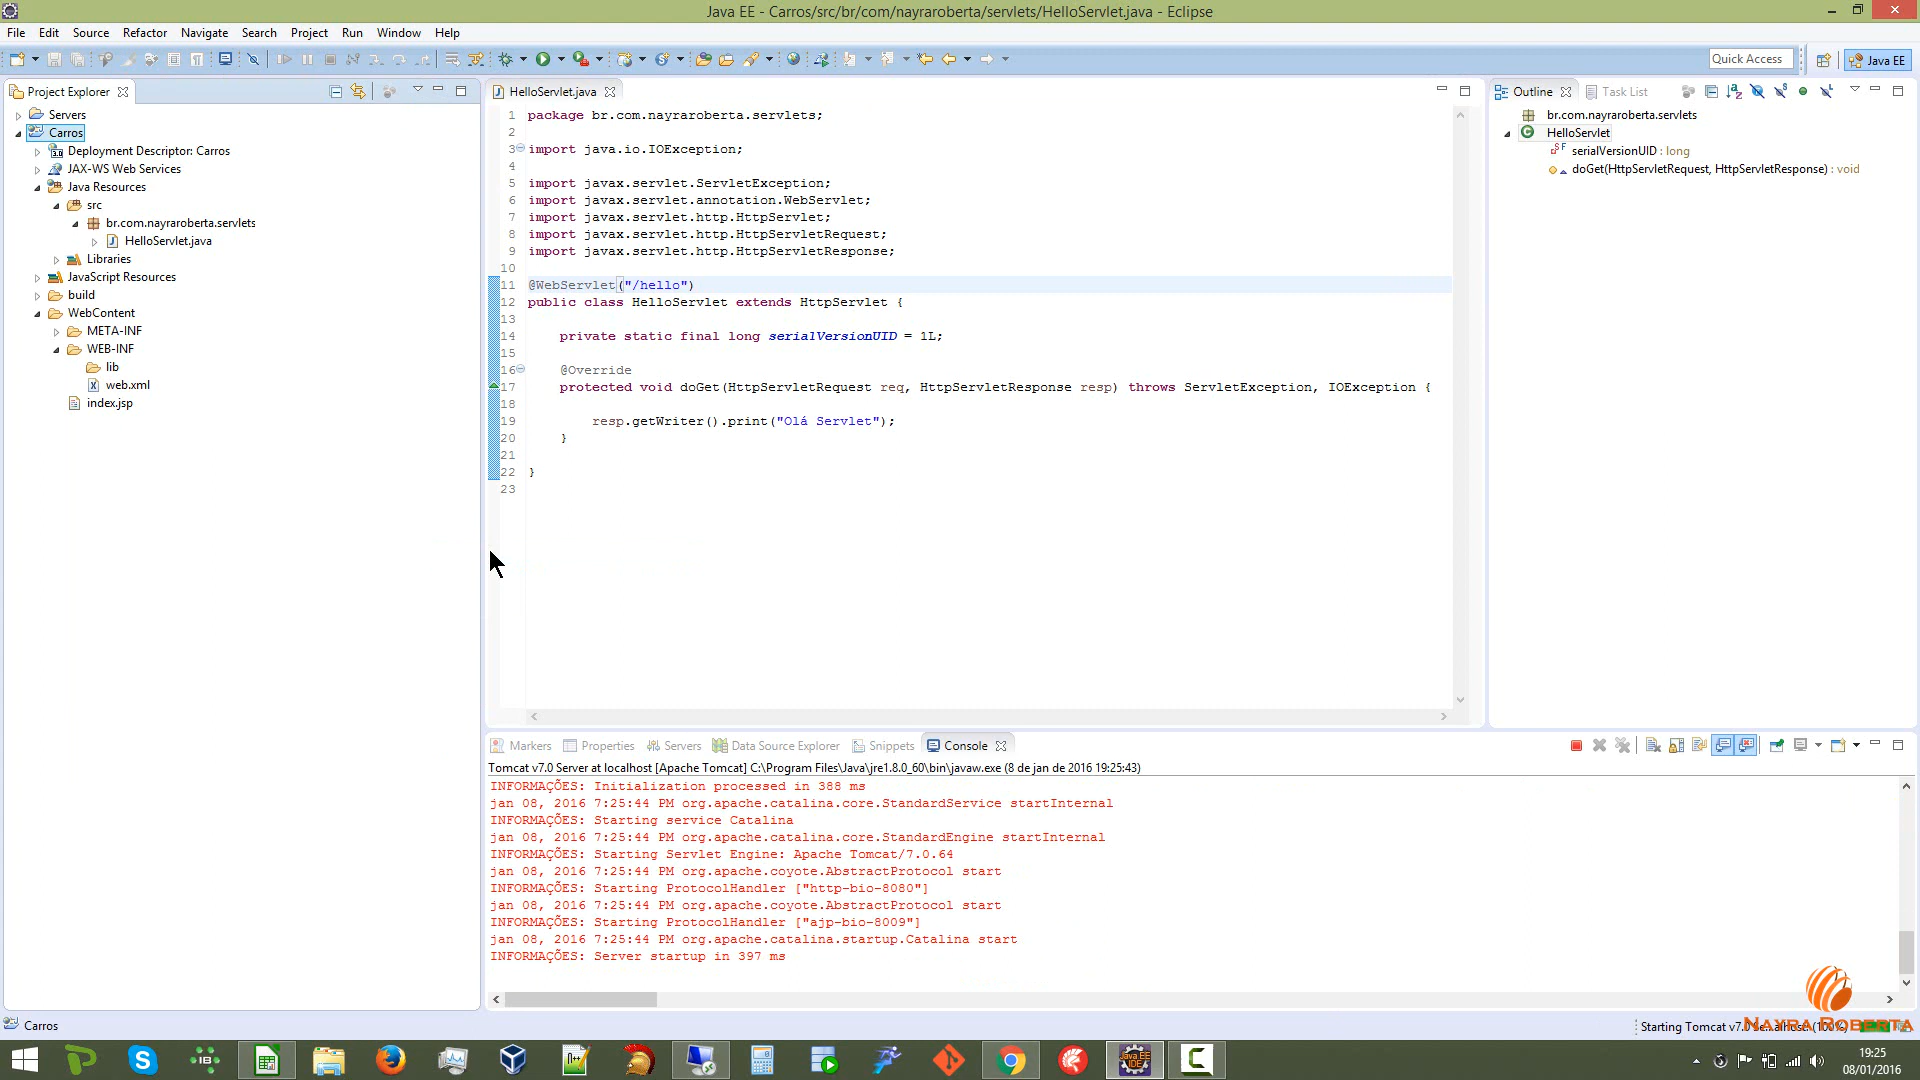 Java EE - Carros/src/br/com/nayraroberta/servlets/HelloServlet.java - Eclipse
File Edit Source Refactor Navigate Search Project Run Window Help
Quick Access
Java EE
Project Explorer
Servers
Carros
Deployment Descriptor: Carros
JAX-WS Web Services
Java Resources
src
br.com.nayraroberta.servlets
HelloServlet.java
Libraries
JavaScript Resources
build
WebContent
META-INF
WEB-INF
lib
web.xml
index.jsp
HelloServlet.java
1 package br.com.nayraroberta.servlets;
2
3 import java.io.IOException;
4
5 import javax.servlet.ServletException;
6 import javax.servlet.annotation.WebServlet;
7 import javax.servlet.http.HttpServlet;
8 import javax.servlet.http.HttpServletRequest;
9 import javax.servlet.http.HttpServletResponse;
10
11 @WebServlet("/hello")
12 public class HelloServlet extends HttpServlet {
13
14 private static final long serialVersionUID = 1L;
15
16 @Override
17 protected void doGet(HttpServletRequest req, HttpServletResponse resp) throws ServletException, IOException {
18
19 resp.getWriter().print("Olá Servlet");
20 }
21
22 }
23
Outline Task List
br.com.nayraroberta.servlets
HelloServlet
serialVersionUID : long
doGet(HttpServletRequest, HttpServletResponse) : void
Markers Properties Servers Data Source Explorer Snippets Console
Tomcat v7.0 Server at localhost [Apache Tomcat] C:\Program Files\Java\jre1.8.0_60\bin\javaw.exe (8 de jan de 2016 19:25:43)
INFORMAÇÕES: Initialization processed in 388 ms
jan 08, 2016 7:25:44 PM org.apache.catalina.core.StandardService startInternal
INFORMAÇÕES: Starting service Catalina
jan 08, 2016 7:25:44 PM org.apache.catalina.core.StandardEngine startInternal
INFORMAÇÕES: Starting Servlet Engine: Apache Tomcat/7.0.64
jan 08, 2016 7:25:44 PM org.apache.coyote.AbstractProtocol start
INFORMAÇÕES: Starting ProtocolHandler ["http-bio-8080"]
jan 08, 2016 7:25:44 PM org.apache.coyote.AbstractProtocol start
INFORMAÇÕES: Starting ProtocolHandler ["ajp-bio-8009"]
jan 08, 2016 7:25:44 PM org.apache.catalina.startup.Catalina start
INFORMAÇÕES: Server startup in 397 ms
Carros
Starting Tomcat
NAYRA ROBERTA
19:25
08/01/2016